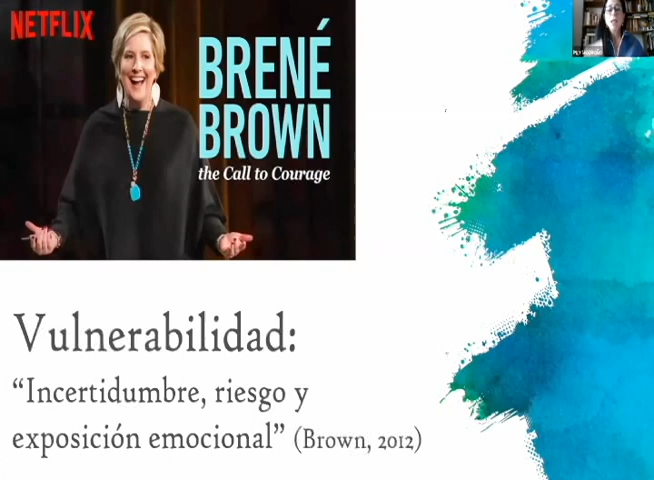 NETFLIX
BRENÉ
BROWN
the Call to Courage
Vulnerabilidad:
“Incertidumbre, riesgo y
exposición emocional” (Brown, 2012)